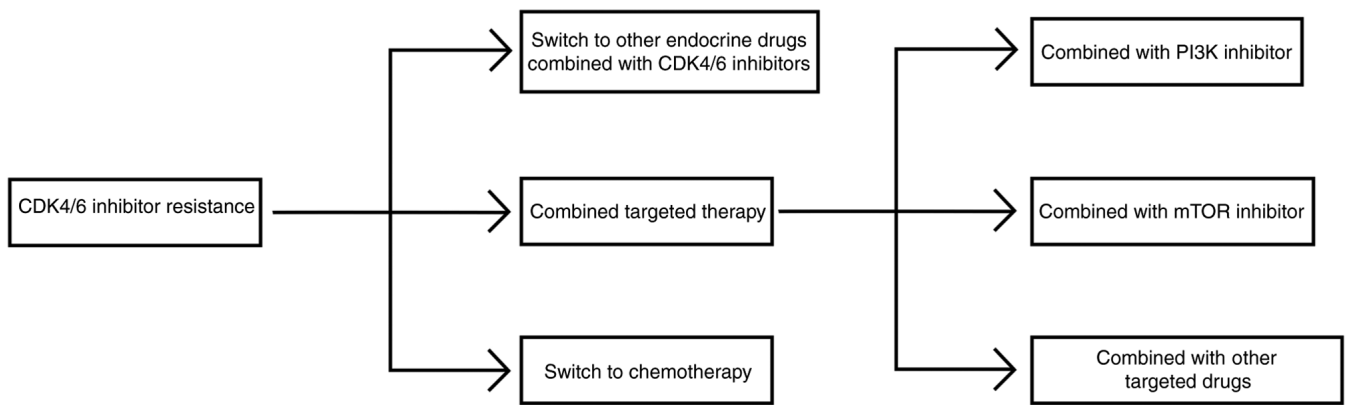 CDK4/6 inhibitor resistance
Switch to other endocrine drugs
combined with CDK4/6 inhibitors
Combined targeted therapy
Switch to chemotherapy
Combined with PI3K inhibitor
Combined with mTOR inhibitor
Combined with other
targeted drugs